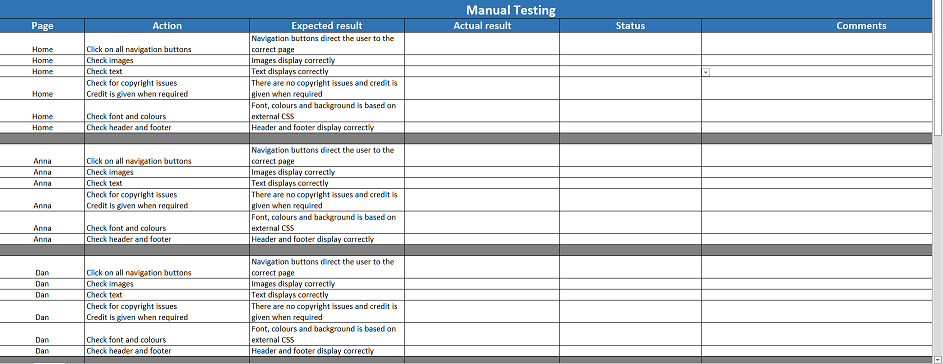 Manual Testing
Page Action Expected result Actual result Status Comments
Navigation buttons direct the user to the
Home Click on all navigation buttons correct page
Home Check images Images display correctly
Home Check text Text displays correctly
Check for copyright issues There are no copyright issues and credit is
Home Credit is given when required given when required
Font, colours and background is based on
Home Check font and colours external CSS
Home Check header and footer Header and footer display correctly
Navigation buttons direct the user to the
Anna Click on all navigation buttons correct page
Anna Check images Images display correctly
Anna Check text Text displays correctly
Check for copyright issues There are no copyright issues and credit is
Anna Credit is given when required given when required
Font, colours and background is based on
Anna Check font and colours external CSS
Anna Check header and footer Header and footer display correctly
Navigation buttons direct the user to the
Dan Click on all navigation buttons correct page
Dan Check images Images display correctly
Dan Check text Text displays correctly
Check for copyright issues There are no copyright issues and credit is
Dan Credit is given when required given when required
Font, colours and background is based on
Dan Check font and colours external CSS
Dan Check header and footer Header and footer display correctly